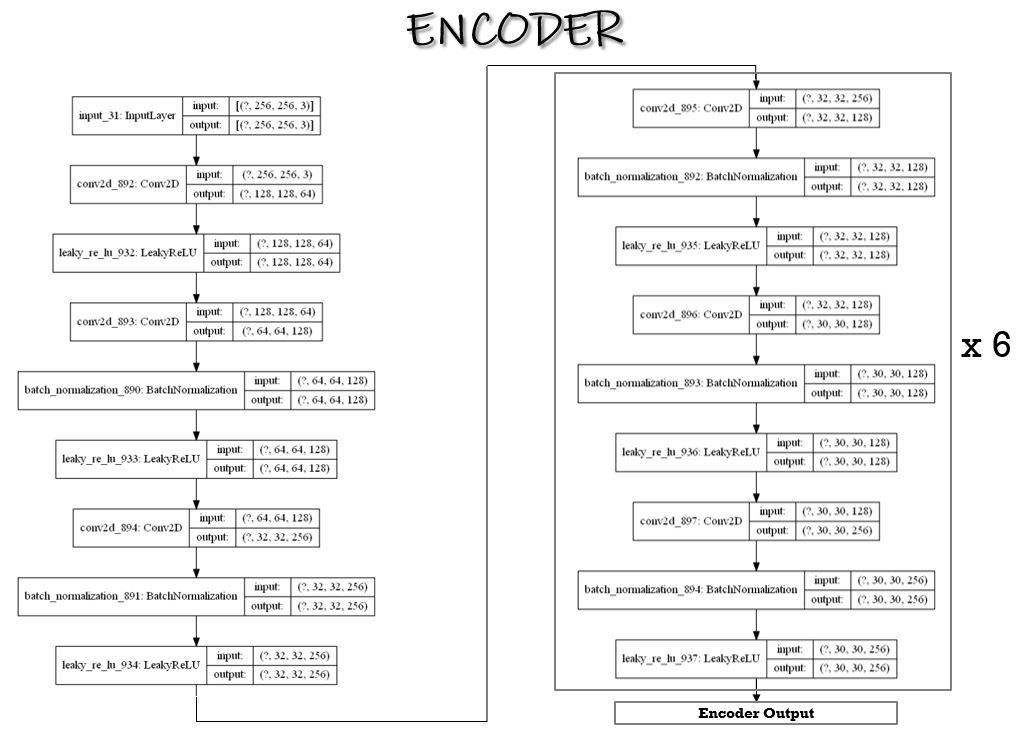 ENCODER
input_31: InputLayer
input: [(?, 256, 256, 3)]
output: [(?, 256, 256, 3)]
conv2d_892: Conv2D
input: (?, 256, 256, 3)
output: (?, 128, 128, 64)
leaky_re_lu_932: LeakyReLU
input: (?, 128, 128, 64)
output: (?, 128, 128, 64)
conv2d_893: Conv2D
input: (?, 128, 128, 64)
output: (?, 64, 64, 128)
batch_normalization_890: BatchNormalization
input: (?, 64, 64, 128)
output: (?, 64, 64, 128)
leaky_re_lu_933: LeakyReLU
input: (?, 64, 64, 128)
output: (?, 64, 64, 128)
conv2d_894: Conv2D
input: (?, 64, 64, 128)
output: (?, 32, 32, 256)
batch_normalization_891: BatchNormalization
input: (?, 32, 32, 256)
output: (?, 32, 32, 256)
leaky_re_lu_934: LeakyReLU
input: (?, 32, 32, 256)
output: (?, 32, 32, 256)
conv2d_895: Conv2D
input: (?, 32, 32, 256)
output: (?, 32, 32, 128)
batch_normalization_892: BatchNormalization
input: (?, 32, 32, 128)
output: (?, 32, 32, 128)
leaky_re_lu_935: LeakyReLU
input: (?, 32, 32, 128)
output: (?, 32, 32, 128)
conv2d_896: Conv2D
input: (?, 32, 32, 128)
output: (?, 30, 30, 128)
batch_normalization_893: BatchNormalization
input: (?, 30, 30, 128)
output: (?, 30, 30, 128)
leaky_re_lu_936: LeakyReLU
input: (?, 30, 30, 128)
output: (?, 30, 30, 128)
conv2d_897: Conv2D
input: (?, 30, 30, 128)
output: (?, 30, 30, 256)
batch_normalization_894: BatchNormalization
input: (?, 30, 30, 256)
output: (?, 30, 30, 256)
leaky_re_lu_937: LeakyReLU
input: (?, 30, 30, 256)
output: (?, 30, 30, 256)
x 6
Encoder Output